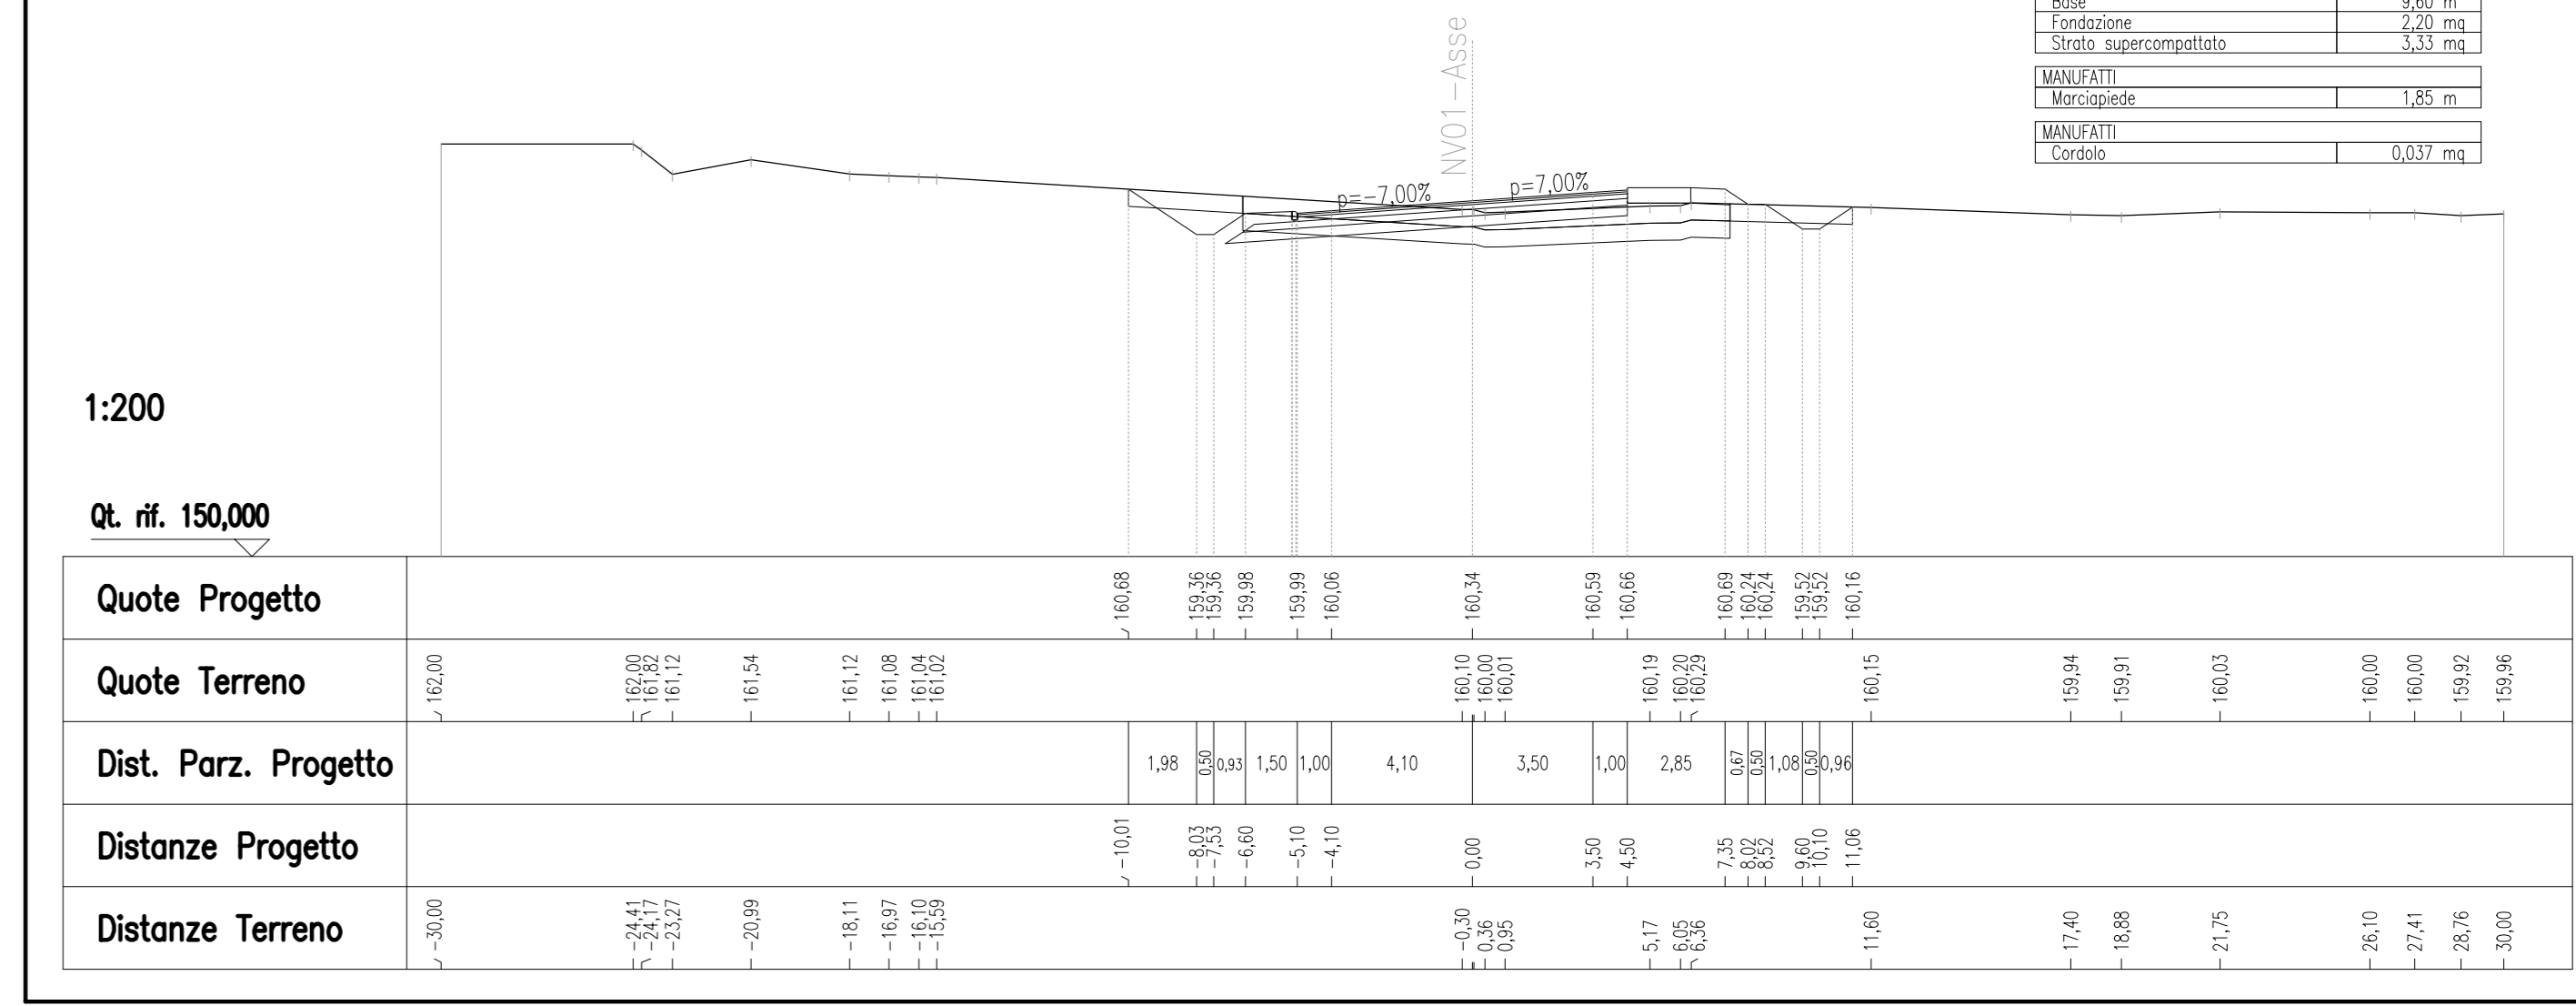 Base 9,60 m
Fondazione 2,20 mq
Strato supercompattato 3,33 mq
MANUFATTI
Marciapiede 1,85 m
MANUFATTI
Cordolo 0,037 mq
NV01-Asse
p=-7,00% p=7,00%
1:200
Qt. rif. 150,000
Quote Progetto 160,68 159,36 159,36 159,98 159,99 160,06 160,34 160,59 160,66 160,69 160,24 160,24 159,52 159,52 160,16
Quote Terreno 162,00 162,00 161,82 161,12 161,54 161,12 161,08 161,04 161,02 160,10 160,00 160,01 160,19 160,20 160,29 160,15 159,94 159,91 160,03 160,00 160,00 159,92 159,96
Dist. Parz. Progetto 1,98 0,50 0,93 1,50 1,00 4,10 3,50 1,00 2,85 0,67 0,50 1,08 0,50 0,96
Distanze Progetto -10,01 -8,03 -7,53 -6,60 -5,10 -4,10 0,00 3,50 4,50 7,35 8,02 8,52 9,60 10,10 11,06
Distanze Terreno -30,00 -24,41 -24,17 -23,27 -20,99 -18,11 -16,97 -16,10 -15,59 -0,30 0,36 0,95 5,17 6,05 6,36 11,60 17,40 18,88 21,75 26,10 27,41 28,76 30,00